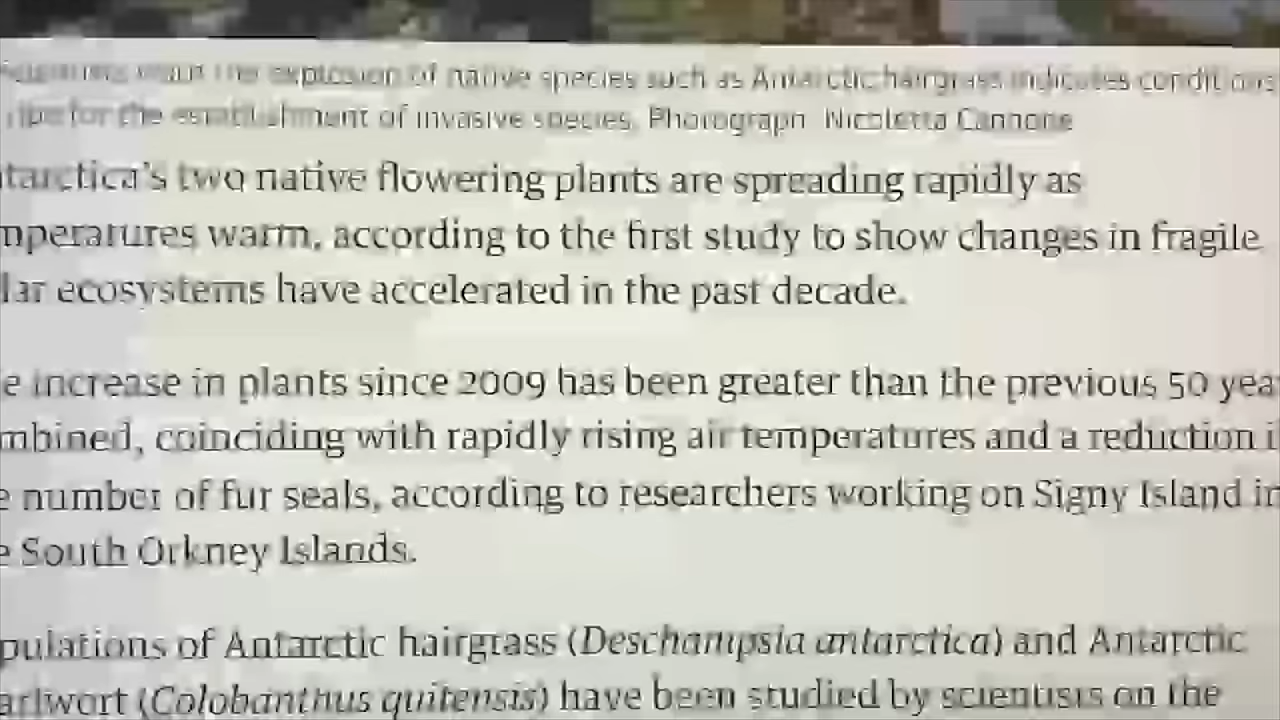 the explosion of native species such as Antarctic hairgrass indicates conditions
ripe for the establishment of invasive species. Photograph: Nicoletta Cannone
tarctica's two native flowering plants are spreading rapidly as
mperatures warm, according to the first study to show changes in fragile
lar ecosystems have accelerated in the past decade.
e increase in plants since 2009 has been greater than the previous 50 yea
mbined, coinciding with rapidly rising air temperatures and a reduction i
e number of fur seals, according to researchers working on Signy Island in
e South Orkney Islands.
pulations of Antarctic hairgrass (Deschampsia antarctica) and Antarctic
arlwort (Colobanthus quitensis) have been studied by scientists on the